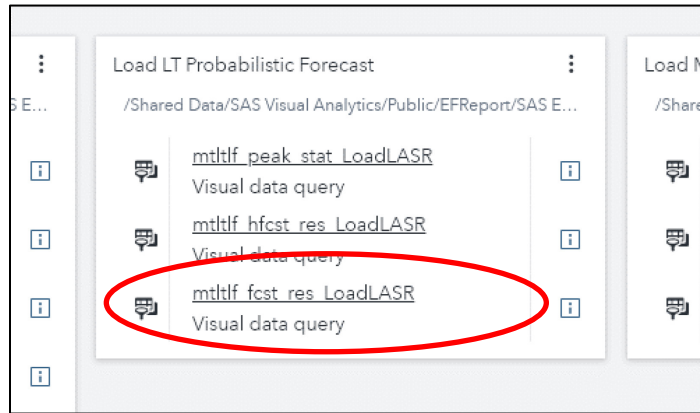 Load LT Probabilistic Forecast
Load
S E...
/Shared Data/SAS Visual Analytics/Public/EFReport/SAS E...
/Share
mtltlf_peak_stat_LoadLASR
Visual data query
mtltlf_hfcst_res_LoadLASR
Visual data query
mtltlf_fcst_res_LoadLASR
Visual data query